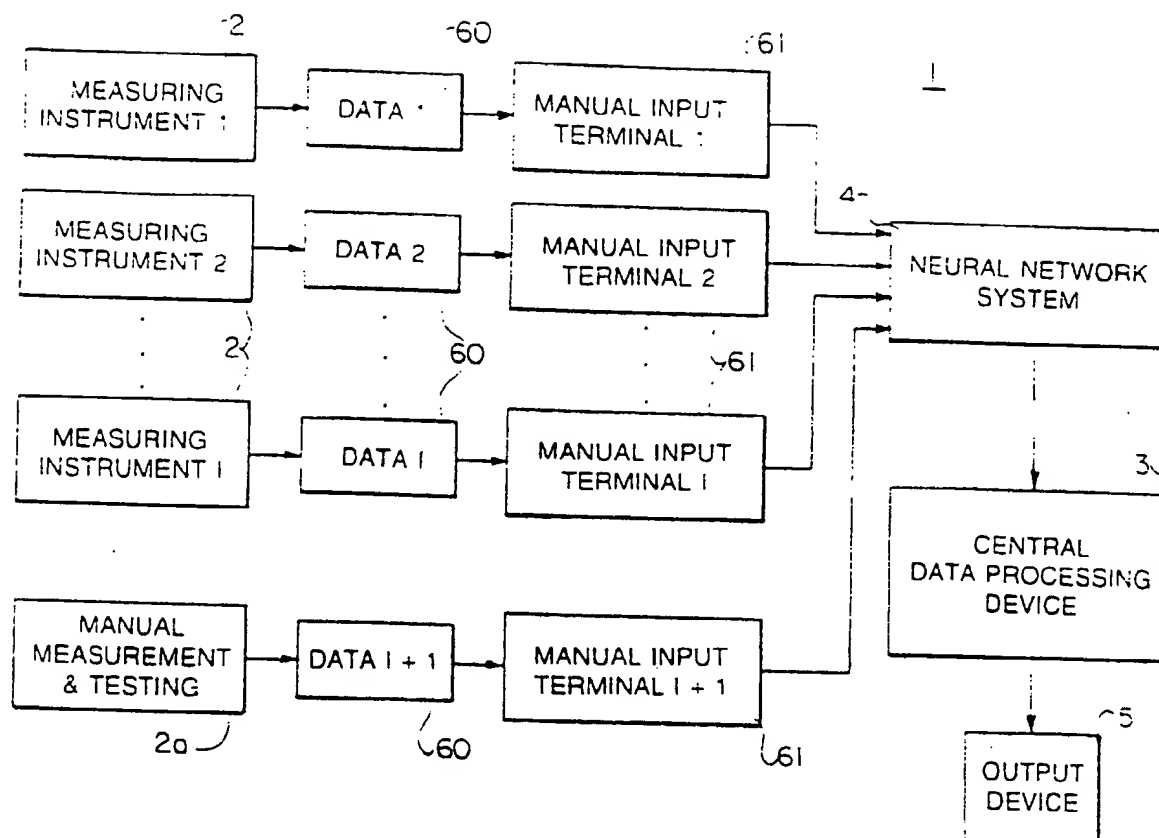 2
60
61
1
MEASURING
INSTRUMENT 1
DATA
MANUAL INPUT
TERMINAL
MEASURING
INSTRUMENT 2
DATA 2
MANUAL INPUT
TERMINAL 2
4
NEURAL NETWORK
SYSTEM
2
60
61
MEASURING
INSTRUMENT I
DATA I
MANUAL INPUT
TERMINAL I
3
CENTRAL
DATA PROCESSING
DEVICE
MANUAL
MEASUREMENT
& TESTING
DATA I + 1
MANUAL INPUT
TERMINAL I + 1
2a
60
61
5
OUTPUT
DEVICE